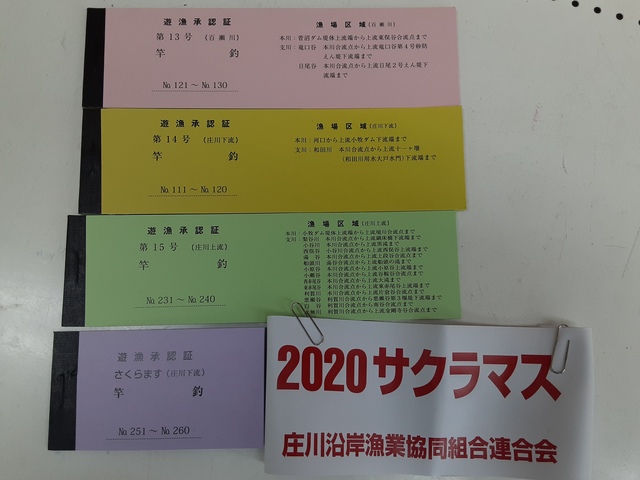 遊漁承認証
第13号 (百瀬川)
竿 釣
No.121～No.130
漁場区域(百瀬川)
本川：菅沼ダム堤体上流端から上流東俣谷合流点まで
支川：竜口谷 本川合流点から上流竜口谷第4号砂防
えん堤下流端まで
日尾谷 本川合流点から上流日尾2号えん堤下
流端まで
遊漁承認証
第14号 (庄川下流)
竿 釣
No.111～No.120
漁場区域(庄川下流)
本川：河口から上流小牧ダム下流端まで
支川：和田川 本川合流点から上流十一ヶ堰
(和田川用水大戸水門)下流端まで
遊漁承認証
第15号 (庄川上流)
竿 釣
No.231～No.240
漁場区域(庄川上流)
遊漁承認証
さくらます(庄川下流)
竿 釣
No.251～No.260
2020サクラマス
庄川沿岸漁業協同組合連合会